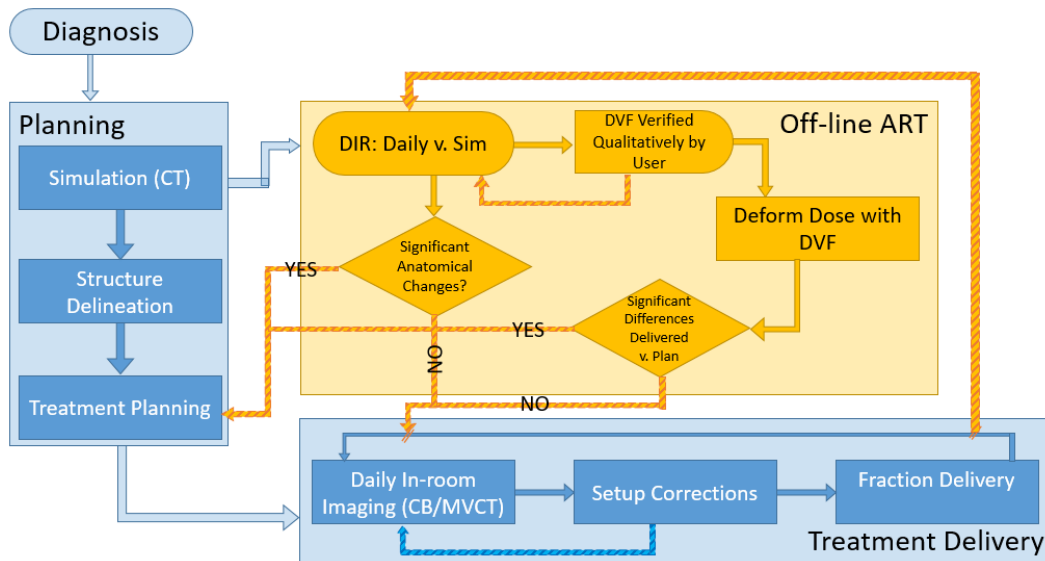 Diagnosis
Planning
Simulation (CT)
Structure
Delineation
Treatment Planning
Off-line ART
DIR: Daily v. Sim
DVF Verified
Qualitatively by
User
Deform Dose with
DVF
Significant
Anatomical
Changes?
YES
NO
Significant
Differences
Delivered
v. Plan
YES
NO
Daily In-room
Imaging (CB/MVCT)
Setup Corrections
Fraction Delivery
Treatment Delivery